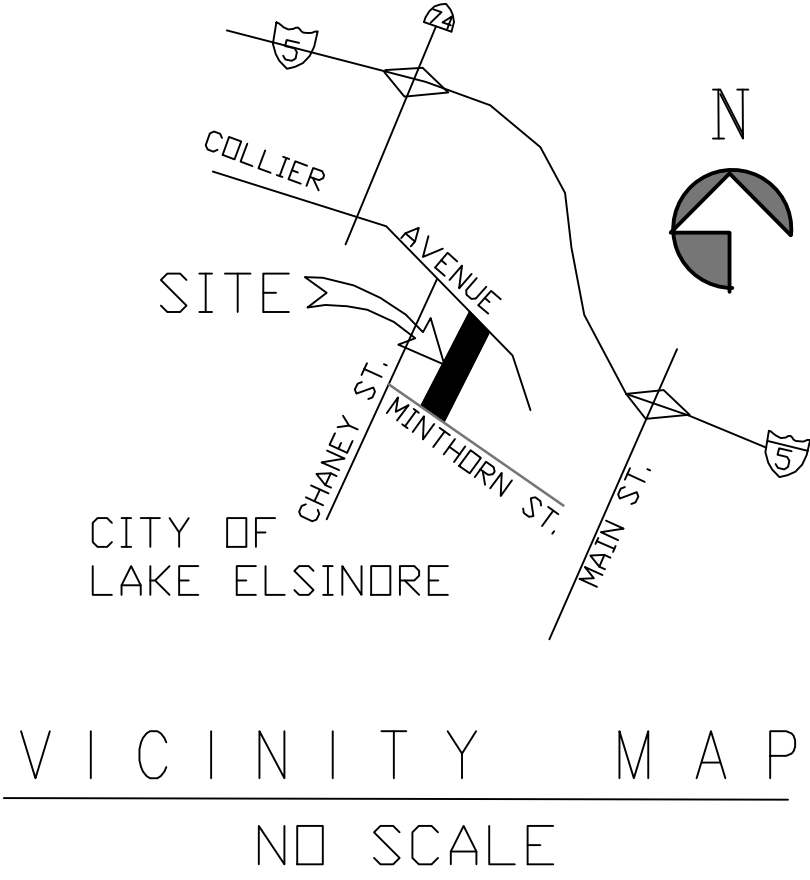 74
5
N
COLLIER
AVENUE
SITE
CHANEY ST.
MINTHORN ST.
5
MAIN ST.
CITY OF
LAKE ELSINORE
VICINITY MAP
NO SCALE